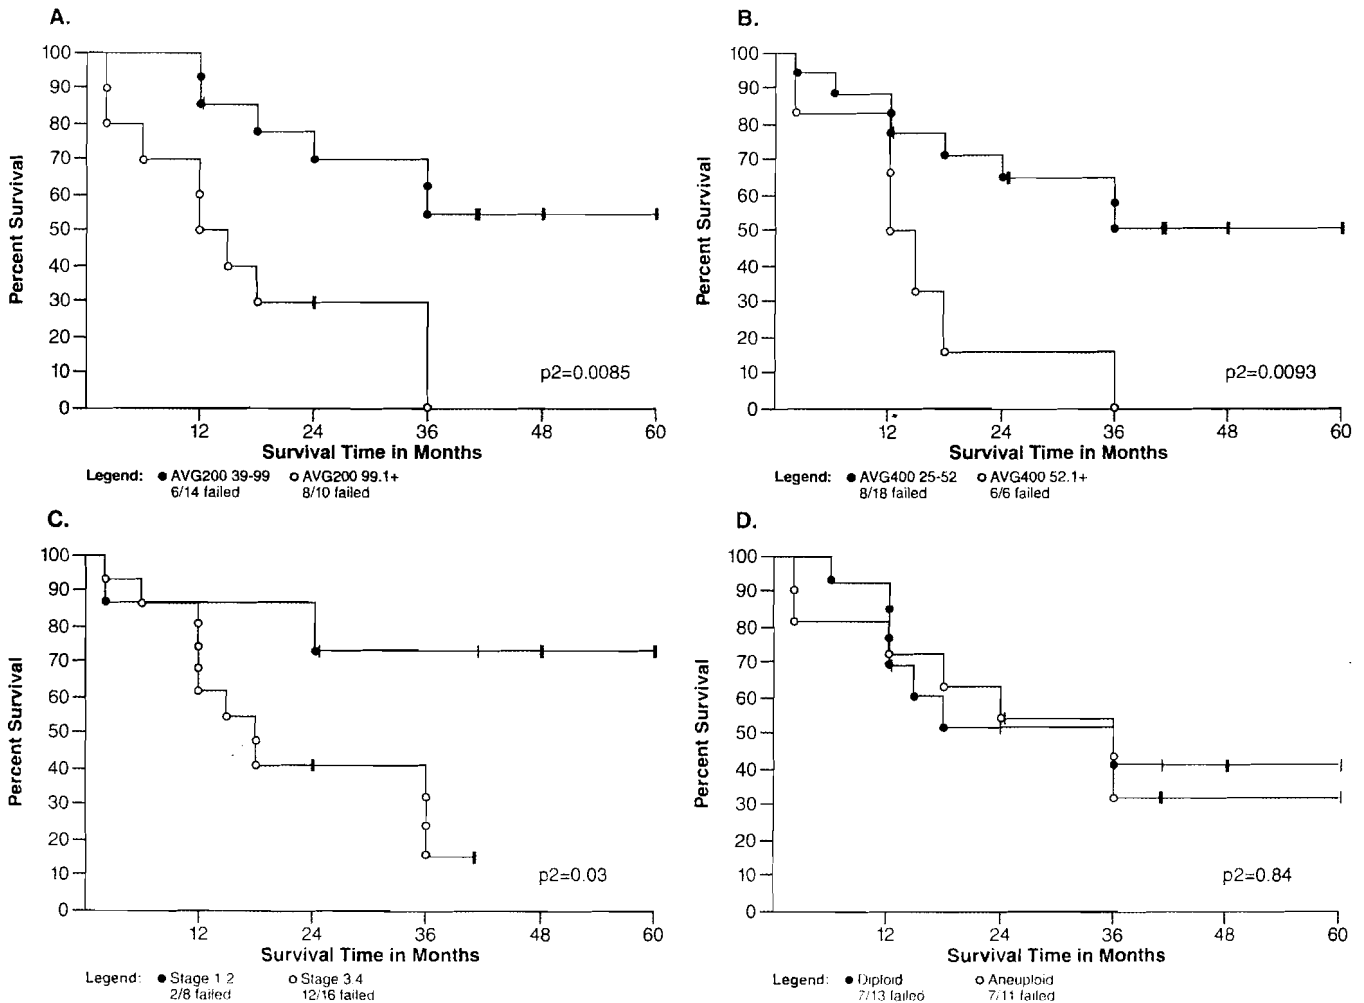 A.
100
90
80
70
60
50
40
30
20
10
0
Percent Survival
p2=0.0085
12 24 36 48 60
Survival Time in Months
Legend: ● AVG200 39-99 ○ AVG200 99.1+
6/14 failed 8/10 failed
B.
100
90
80
70
60
50
40
30
20
10
0
Percent Survival
p2=0.0093
12 24 36 48 60
Survival Time in Months
Legend: ● AVG400 25-52 ○ AVG400 52.1+
8/18 failed 6/6 failed
C.
100
90
80
70
60
50
40
30
20
10
0
Percent Survival
p2=0.03
12 24 36 48 60
Survival Time in Months
Legend: ● Stage 1.2 ○ Stage 3.4
2/8 failed 12/16 failed
D.
100
90
80
70
60
50
40
30
20
10
0
Percent Survival
p2=0.84
12 24 36 48 60
Survival Time in Months
Legend: ● Diploid ○ Aneuploid
7/13 failed 7/11 failed